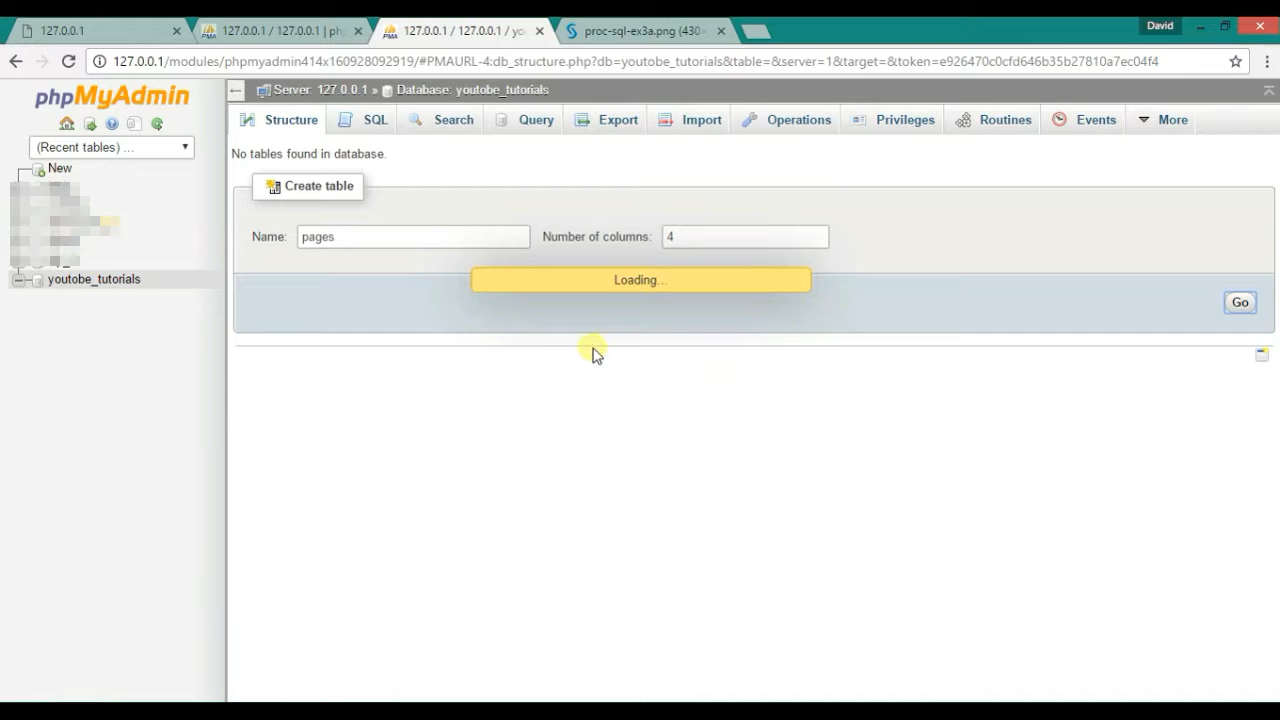 127.0.0.1
127.0.0.1 / 127.0.0.1 | ph
127.0.0.1 / 127.0.0.1 / yo
proc-sql-ex3a.png (430×
David
127.0.0.1/modules/phpmyadmin414x160928092919/#PMAURL-4:db_structure.php?db=youtobe_tutorials&table=&server=1&target=&token=e926470c0cfd646b35b27810a7ec04f4
phpMyAdmin
Server: 127.0.0.1 » Database: youtobe_tutorials
Structure SQL Search Query Export Import Operations Privileges Routines Events More
(Recent tables) ...
New
youtobe_tutorials
No tables found in database.
Create table
Name: pages Number of columns: 4
Loading...
Go